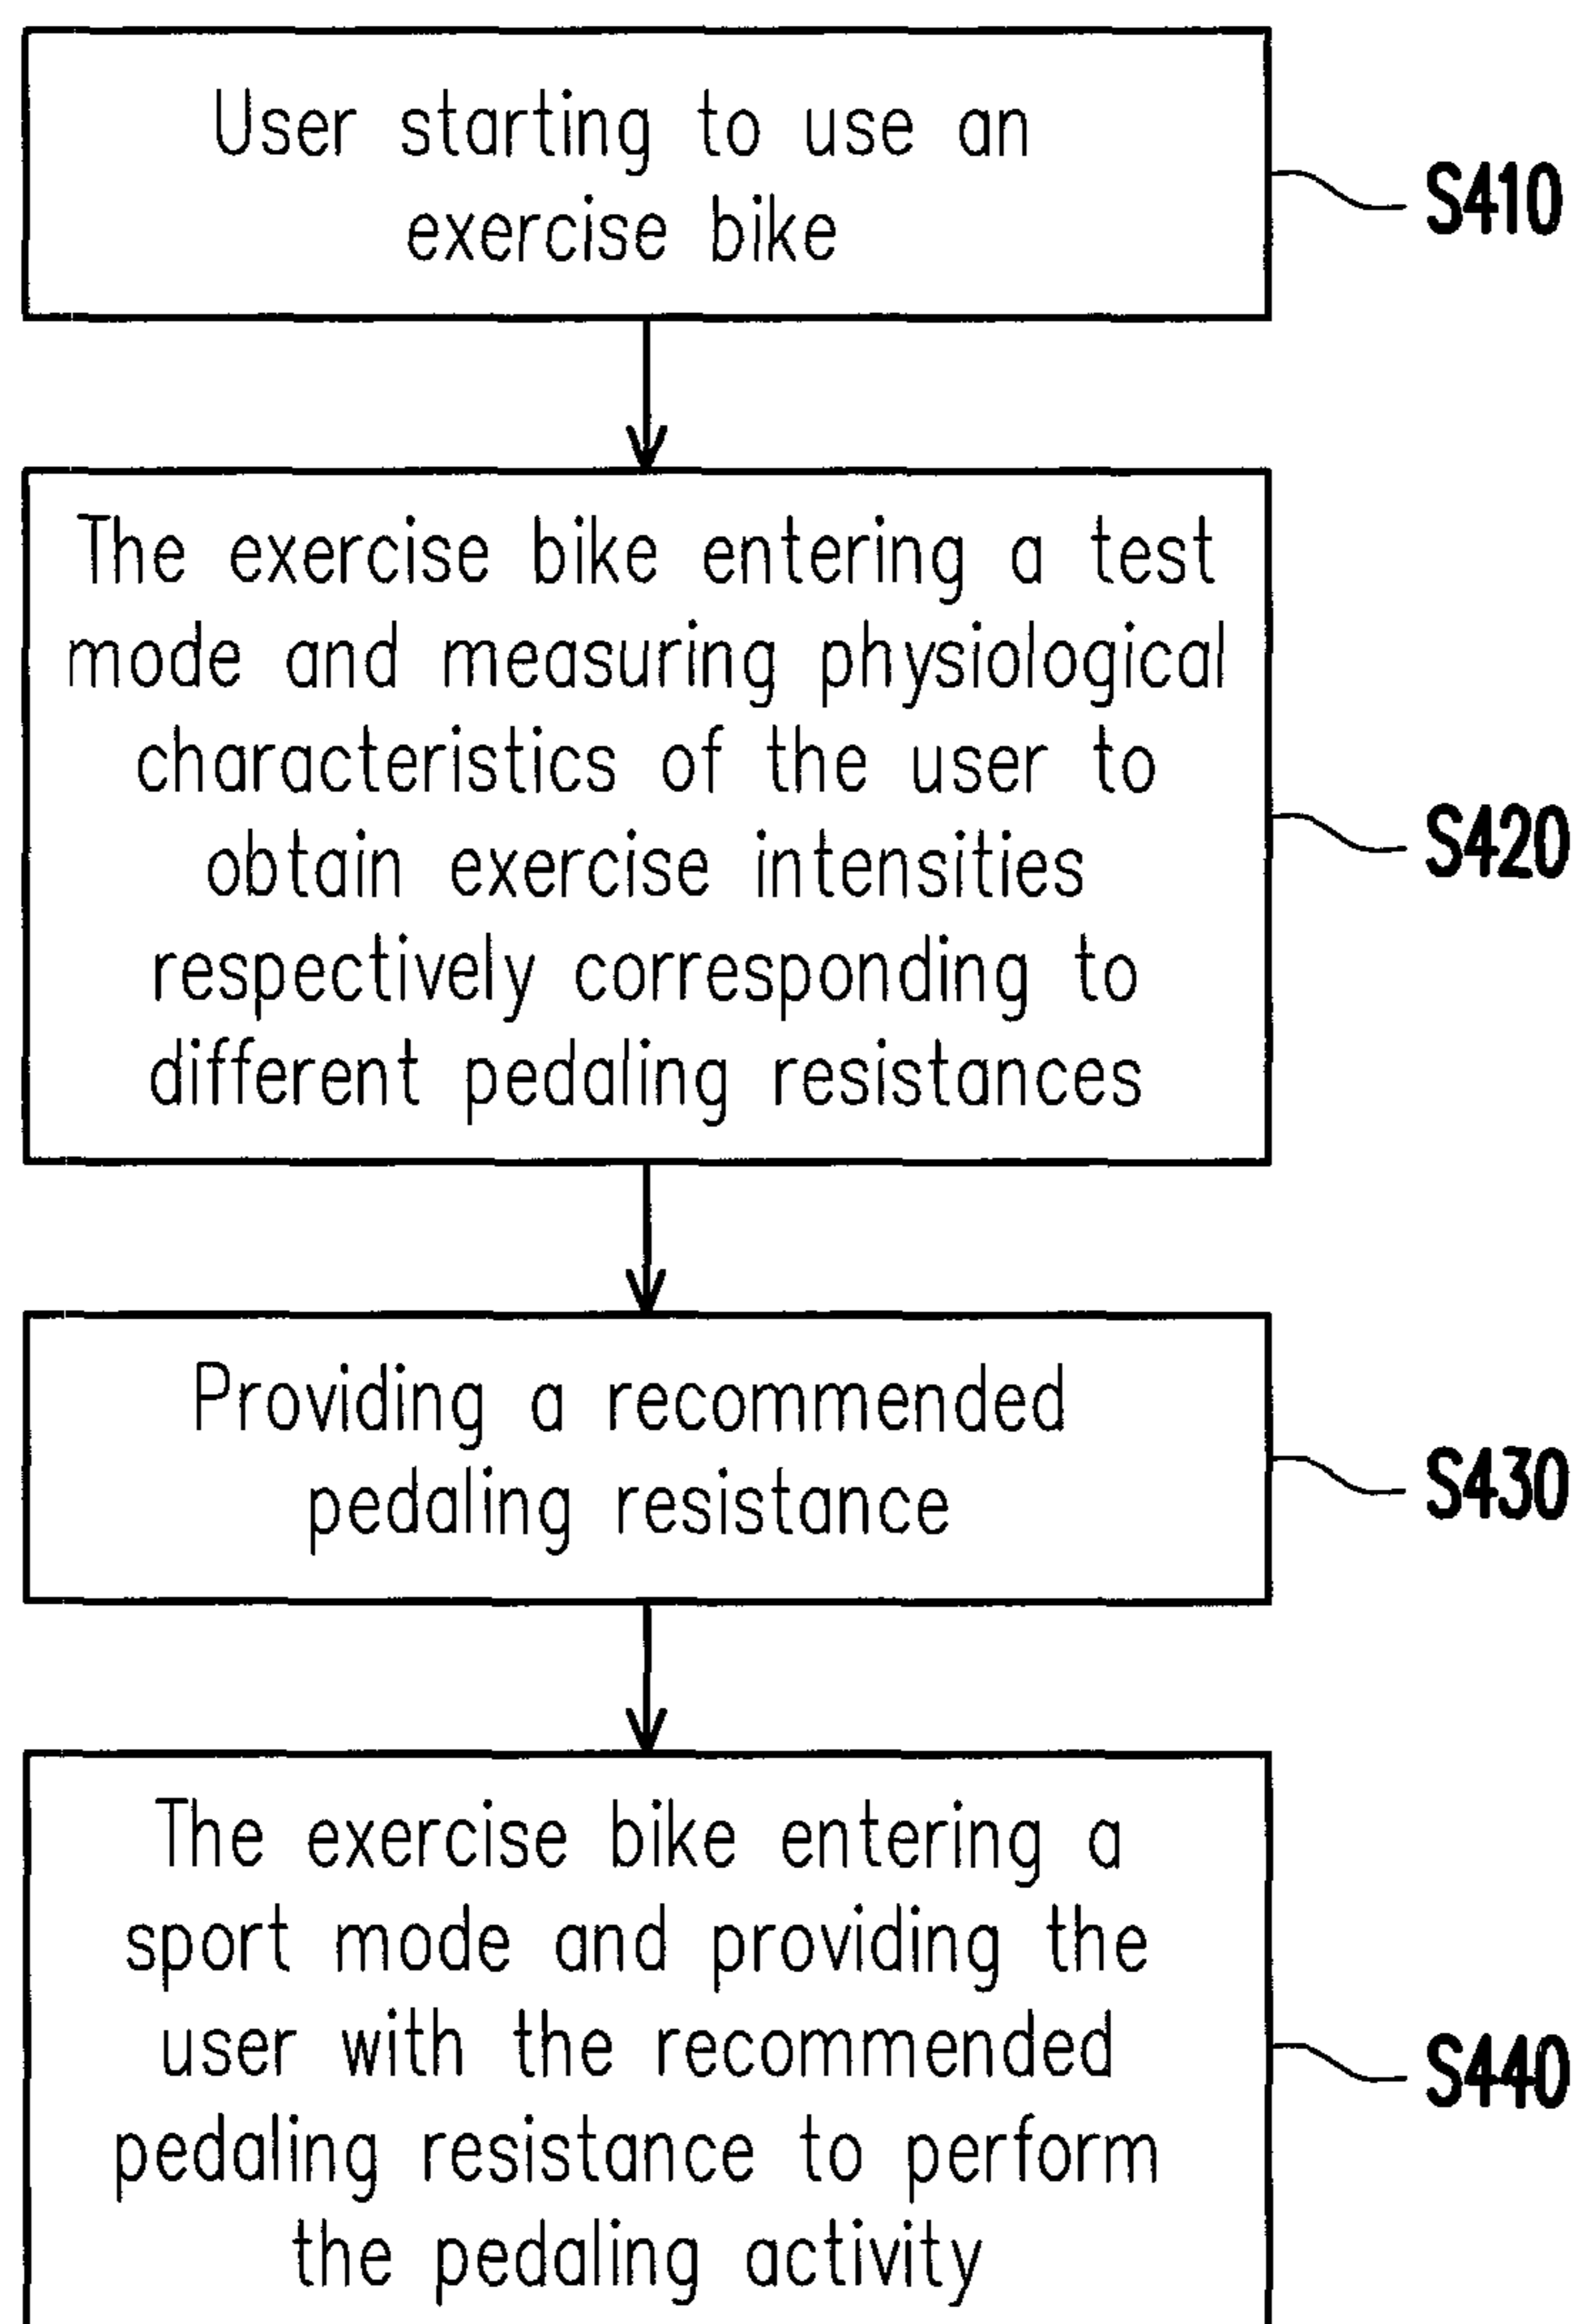 User starting to use an
exercise bike
S410
The exercise bike entering a test
mode and measuring physiological
characteristics of the user to
obtain exercise intensities
respectively corresponding to
different pedaling resistances
S420
Providing a recommended
pedaling resistance
S430
The exercise bike entering a
sport mode and providing the
user with the recommended
pedaling resistance to perform
the pedaling activity
S440